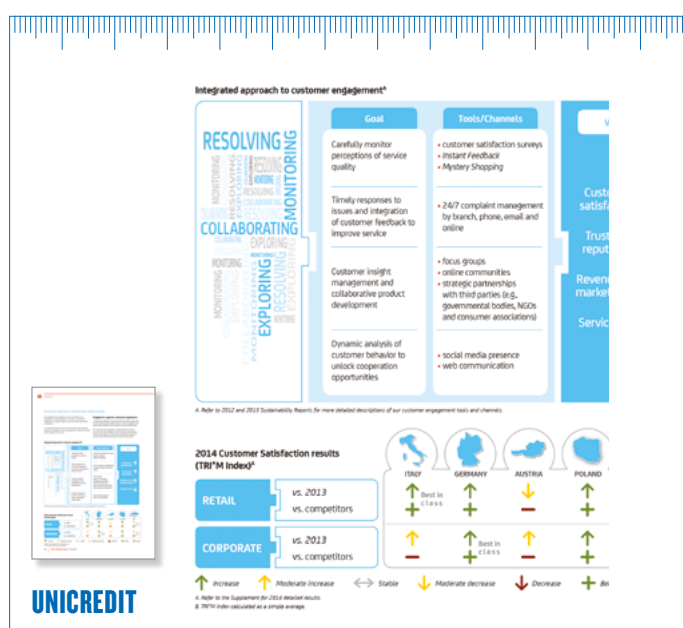 Integrated approach to customer engagementᴬ
Goal
Tools/Channels
RESOLVING
MONITORING
COLLABORATING
EXPLORING
MONITORING
RESOLVING
EXPLORING
Carefully monitor
perceptions of service
quality
• customer satisfaction surveys
• Instant Feedback
• Mystery Shopping
Timely responses to
issues and integration
of customer feedback to
improve service
• 24/7 complaint management
by branch, phone, email and
online
Customer insight
management and
collaborative product
development
• focus groups
• online communities
• strategic partnerships
with third parties (e.g.,
governmental bodies, NGOs
and consumer associations)
Dynamic analysis of
customer behavior to
unlock cooperation
opportunities
• social media presence
• web communication
Trust
A. Refer to 2012 and 2013 Sustainability Reports for more detailed descriptions of our customer engagement tools and channels.
2014 Customer Satisfaction results
(TRI*M Index)ᴬ
ITALY GERMANY AUSTRIA POLAND
RETAIL
vs. 2013
vs. competitors
Best in
class
CORPORATE
vs. 2013
vs. competitors
Best in
class
Increase Moderate increase Stable Moderate decrease Decrease
A. Refer to the Supplement for 2014 detailed results.
B. TRI*M Index calculated as a simple average.
UNICREDIT